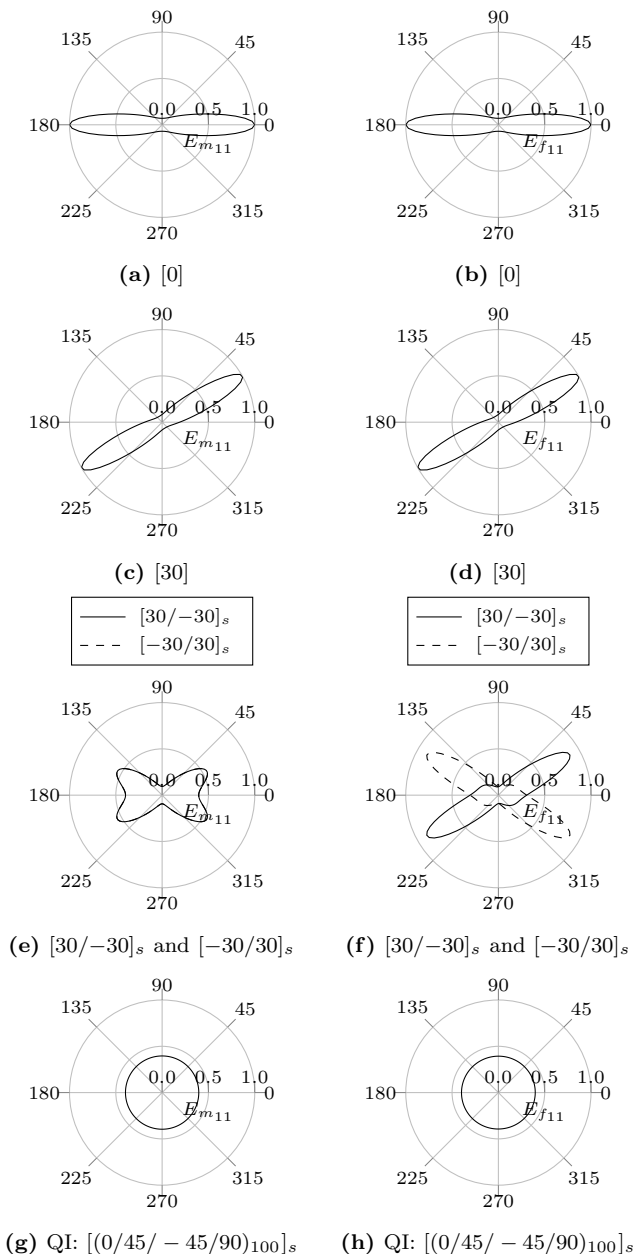 90 90
135 45 135 45
180 0.0 0.5 1.0 0 180 0.0 0.5 1.0 0
E_{m_{11}} E_{f_{11}}
225 315 225 315
270 270
(a) [0] (b) [0]
90 90
135 45 135 45
180 0.0 0.5 1.0 0 180 0.0 0.5 1.0 0
E_{m_{11}} E_{f_{11}}
225 315 225 315
270 270
(c) [30] (d) [30]
[30/−30]_s [30/−30]_s
[−30/30]_s [−30/30]_s
90 90
135 45 135 45
180 0.0 0.5 1.0 0 180 0.0 0.5 1.0 0
E_{m_{11}} E_{f_{11}}
225 315 225 315
270 270
(e) [30/−30]_s and [−30/30]_s (f) [30/−30]_s and [−30/30]_s
90 90
135 45 135 45
180 0.0 0.5 1.0 0 180 0.0 0.5 1.0 0
E_{m_{11}} E_{f_{11}}
225 315 225 315
270 270
(g) QI: [(0/45/ − 45/90)_{100}]_s (h) QI: [(0/45/ − 45/90)_{100}]_s